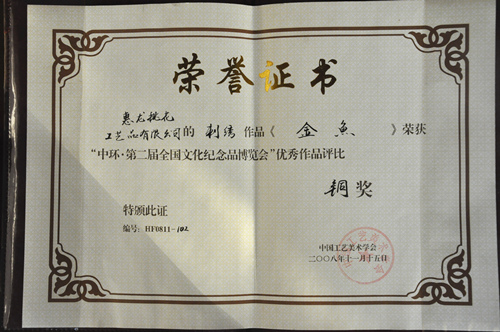 荣誉证书
惠龙挑花
工艺品有限公司的 刺绣 作品《 金鱼 》荣获
“中环·第二届全国文化纪念品博览会”优秀作品评比
铜奖
特颁此证
编号：HF0811-102
中国工艺美术学会
二〇〇八年十一月十五日